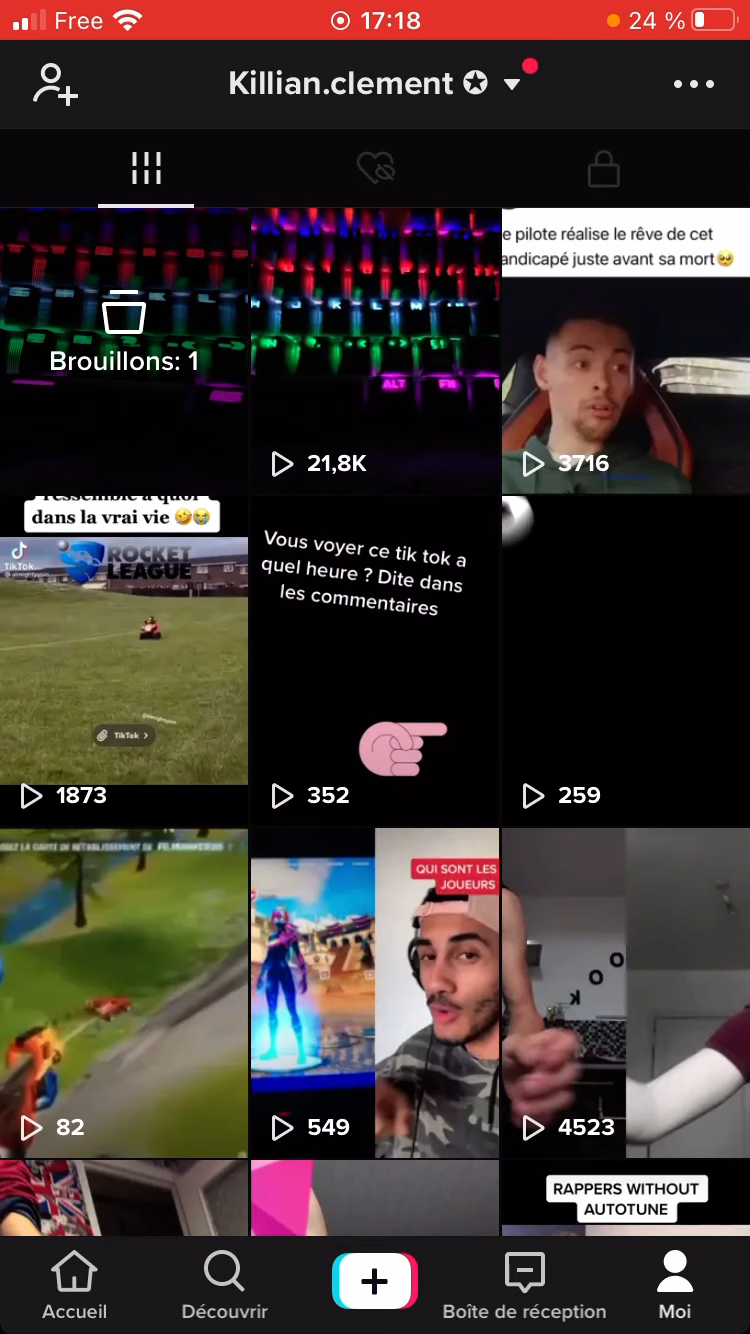 Free
17:18
24 %
Killian.clement
Brouillons: 1
ALT
21,8K
e pilote réalise le rêve de cet
andicapé juste avant sa mort
3716
ressemble a quoi
dans la vrai vie
TikTok
ROCKET
LEAGUE
TikTok
1873
Vous voyer ce tik tok a
quel heure ? Dite dans
les commentaires
352
259
82
QUI SONT LES
JOUEURS
549
K O O
4523
RAPPERS WITHOUT
AUTOTUNE
Accueil
Découvrir
Boîte de réception
Moi